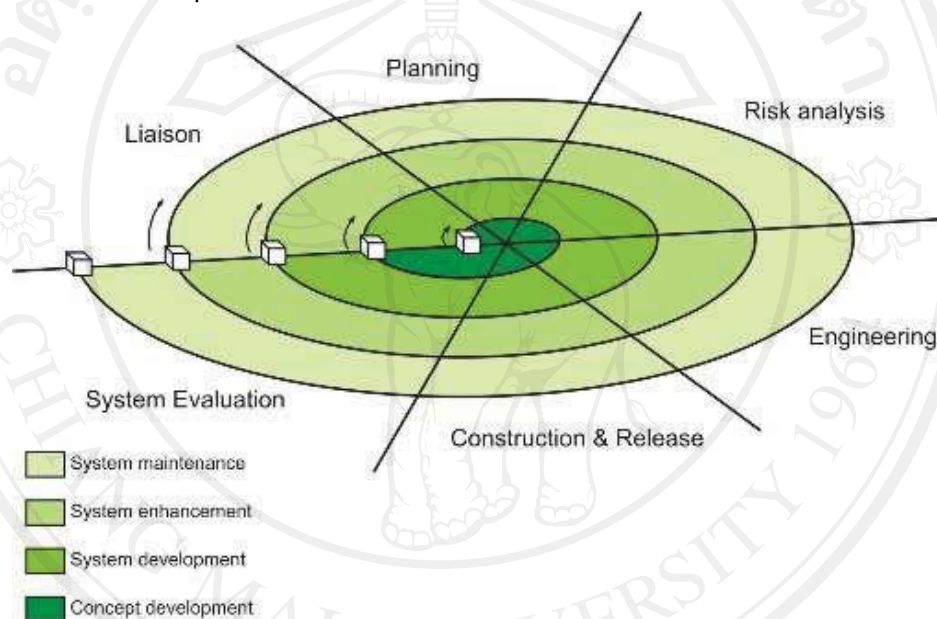 Planning
Risk analysis
Liaison
Engineering
System Evaluation
Construction & Release
System maintenance
System enhancement
System development
Concept development